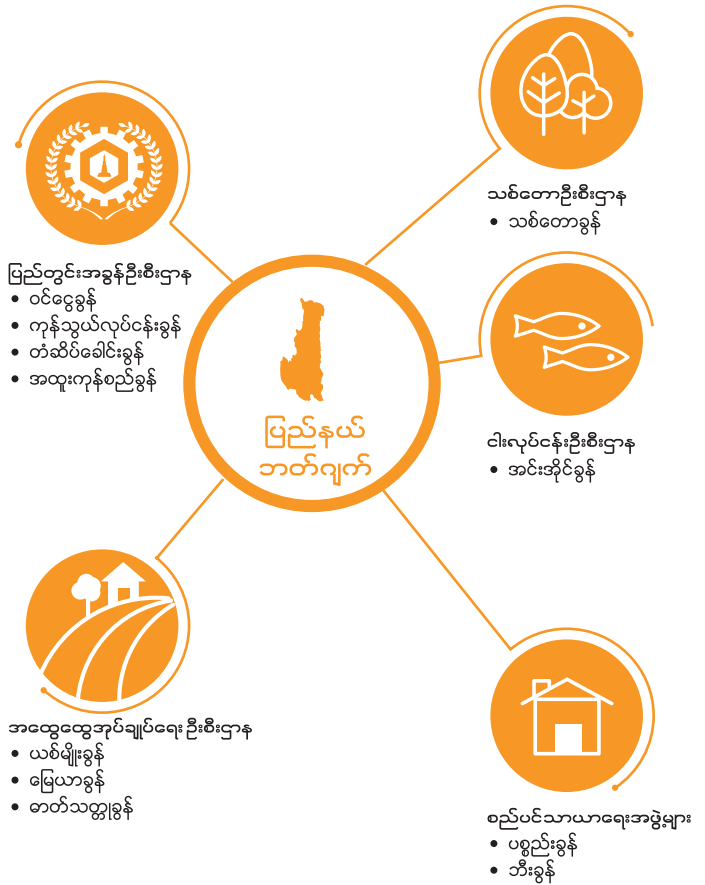 ပြည်တွင်းအခွန်ဦးစီးဌာန
• ဝင်ငွေခွန်
• ကုန်သွယ်လုပ်ငန်းခွန်
• တံဆိပ်ခေါင်းခွန်
• အထူးကုန်စည်ခွန်
သစ်တောဦးစီးဌာန
• သစ်တောခွန်
ပြည်နယ်
ဘတ်ဂျက်
ငါးလုပ်ငန်းဦးစီးဌာန
• အင်းအိုင်ခွန်
အထွေထွေအုပ်ချုပ်ရေး ဦးစီးဌာန
• ယစ်မျိုးခွန်
• မြေယာခွန်
• ဓာတ်သတ္တုခွန်
စည်ပင်သာယာရေးအဖွဲ့များ
• ပစ္စည်းခွန်
• ဘီးခွန်